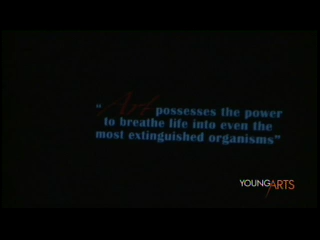 “Art possesses the power
to breathe life into even the
most extinguished organisms”
YOUNGARTS